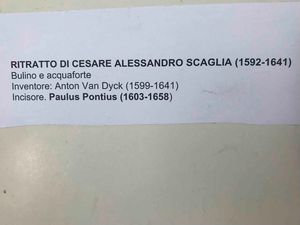 RITRATTO DI CESARE ALESSANDRO SCAGLIA (1592-1641)
Bulino e acquaforte
Inventore: Anton Van Dyck (1599-1641)
Incisore. Paulus Pontius (1603-1658)